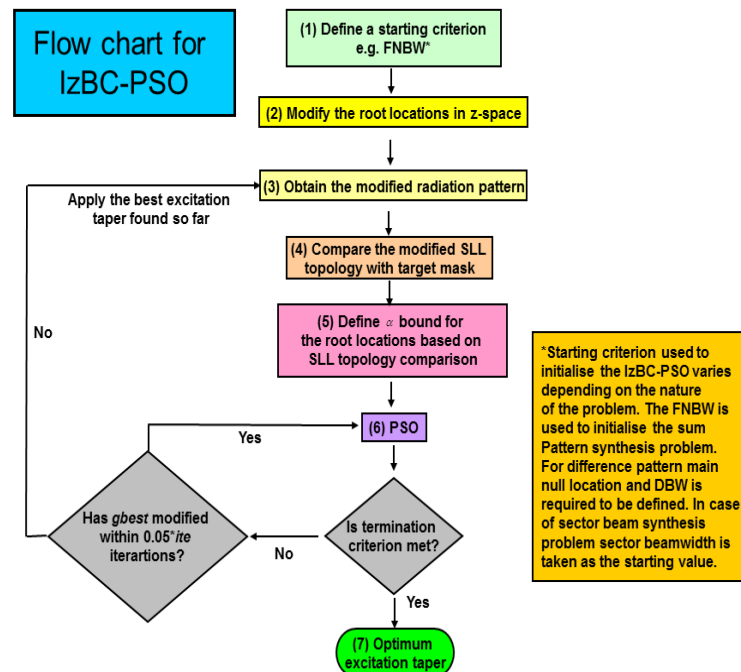 Flow chart for
IzBC-PSO
(1) Define a starting criterion
e.g. FNBW*
(2) Modify the root locations in z-space
(3) Obtain the modified radiation pattern
Apply the best excitation
taper found so far
(4) Compare the modified SLL
topology with target mask
No
(5) Define α bound for
the root locations based on
SLL topology comparison
*Starting criterion used to
initialise the IzBC-PSO varies
depending on the nature
of the problem. The FNBW is
used to initialise the sum
Pattern synthesis problem.
For difference pattern main
null location and DBW is
required to be defined. In case
of sector beam synthesis
problem sector beamwidth is
taken as the starting value.
Yes
(6) PSO
Has gbest modified
within 0.05*ite
iterartions?
No
Is termination
criterion met?
Yes
(7) Optimum
excitation taper